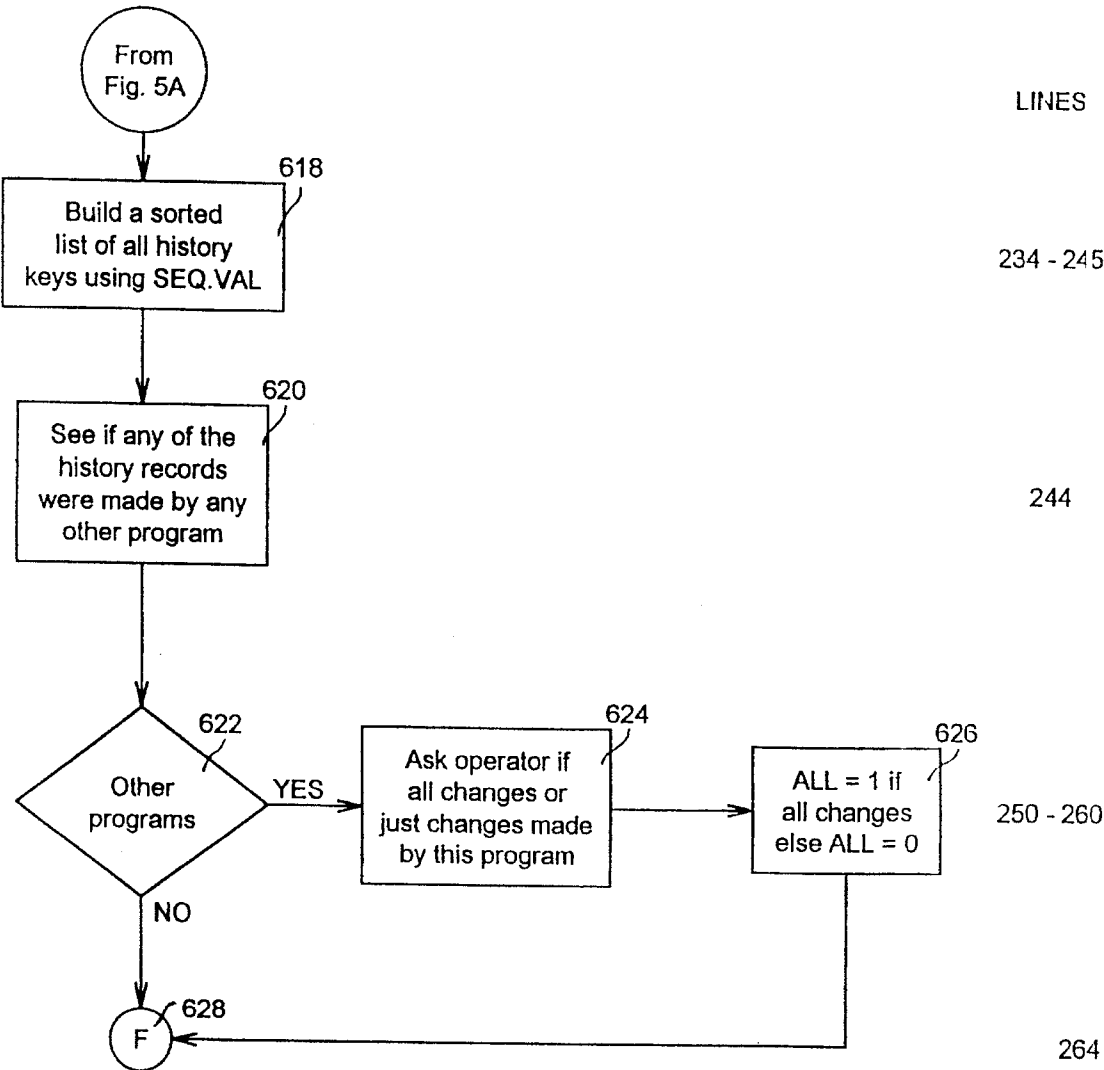 From
Fig. 5A
LINES
618
Build a sorted
list of all history
keys using SEQ.VAL
234 - 245
620
See if any of the
history records
were made by any
other program
244
622
Other
programs
YES
624
Ask operator if
all changes or
just changes made
by this program
626
ALL = 1 if
all changes
else ALL = 0
250 - 260
NO
628
F
264